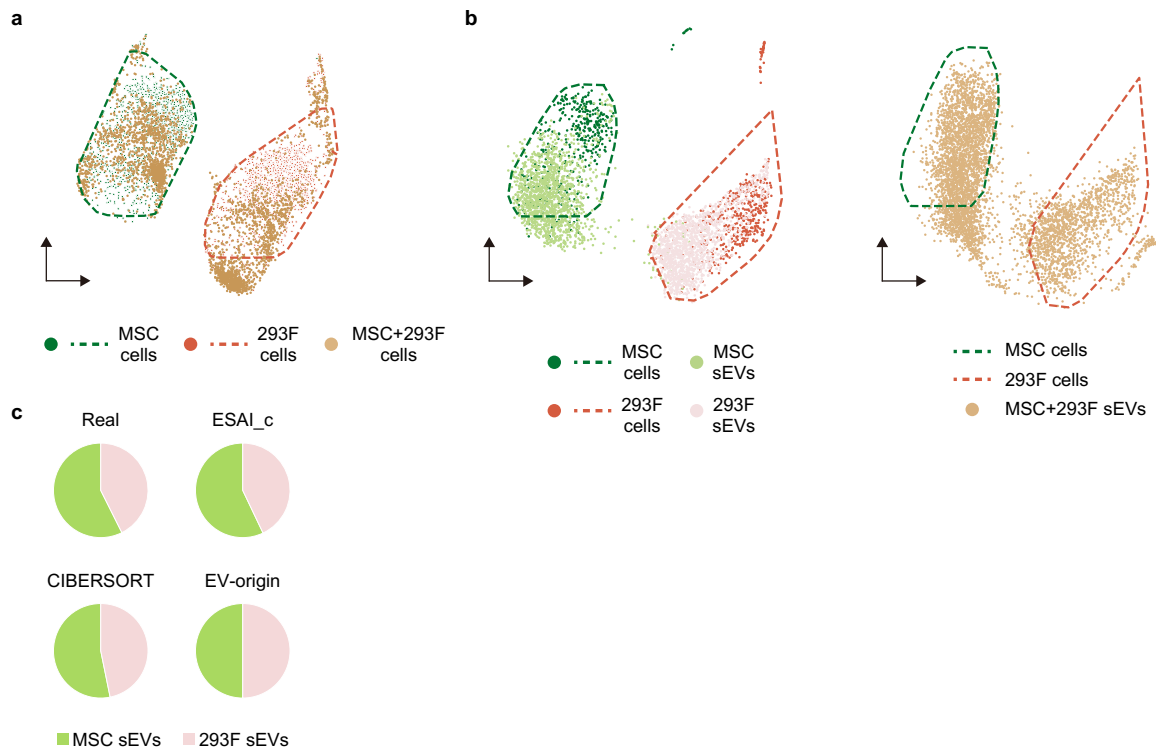 a
b
MSC
cells
293F
cells
MSC+293F
cells
MSC
cells
MSC
sEVs
293F
cells
293F
sEVs
MSC cells
293F cells
MSC+293F sEVs
c
Real
ESAI_c
CIBERSORT
EV-origin
MSC sEVs
293F sEVs